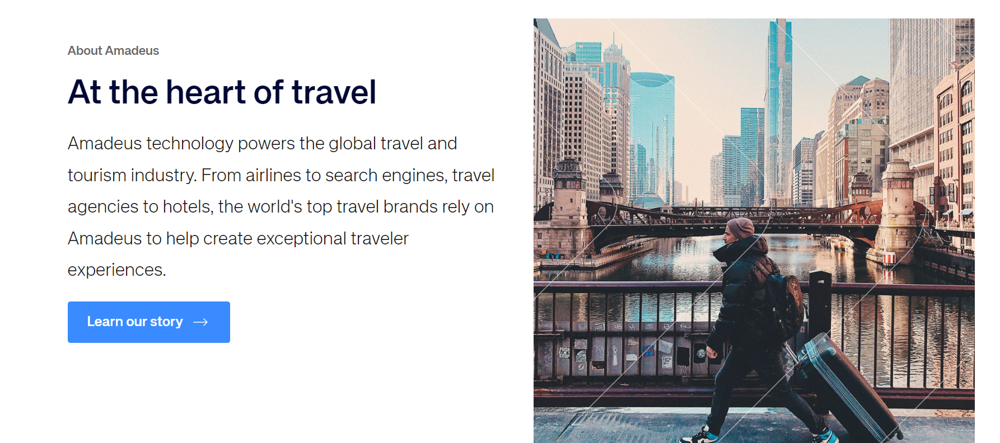 About Amadeus
At the heart of travel
Amadeus technology powers the global travel and
tourism industry. From airlines to search engines, travel
agencies to hotels, the world's top travel brands rely on
Amadeus to help create exceptional traveler
experiences.
Learn our story →
PUSH
STOP